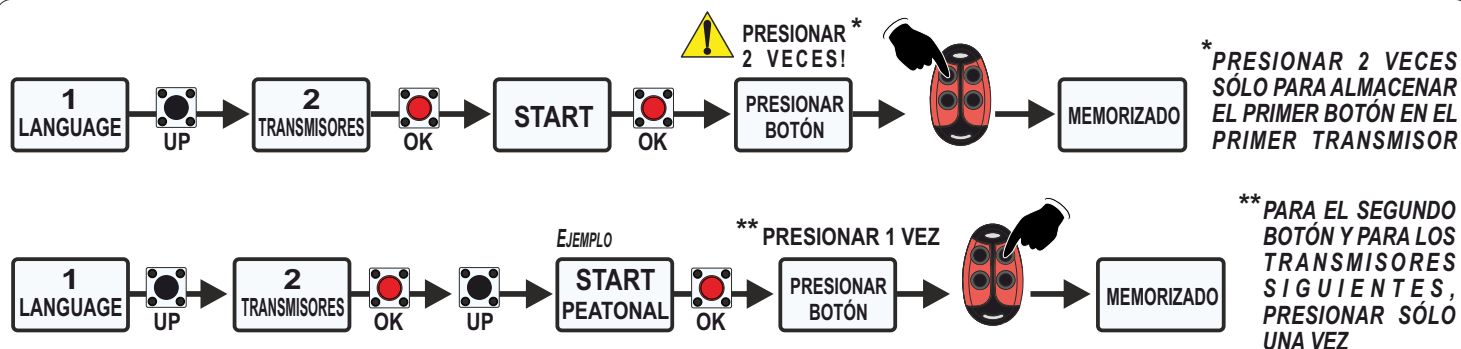 PRESIONAR *
2 VECES!
1
LANGUAGE
UP
2
TRANSMISORES
OK
START
OK
PRESIONAR
BOTÓN
MEMORIZADO
*PRESIONAR 2 VECES
SÓLO PARA ALMACENAR
EL PRIMER BOTÓN EN EL
PRIMER TRANSMISOR
1
LANGUAGE
UP
2
TRANSMISORES
OK
UP
EJEMPLO
START
PEATONAL
OK
** PRESIONAR 1 VEZ
PRESIONAR
BOTÓN
MEMORIZADO
** PARA EL SEGUNDO
BOTÓN Y PARA LOS
TRANSMISORES
SIGUIENTES,
PRESIONAR SÓLO
UNA VEZ